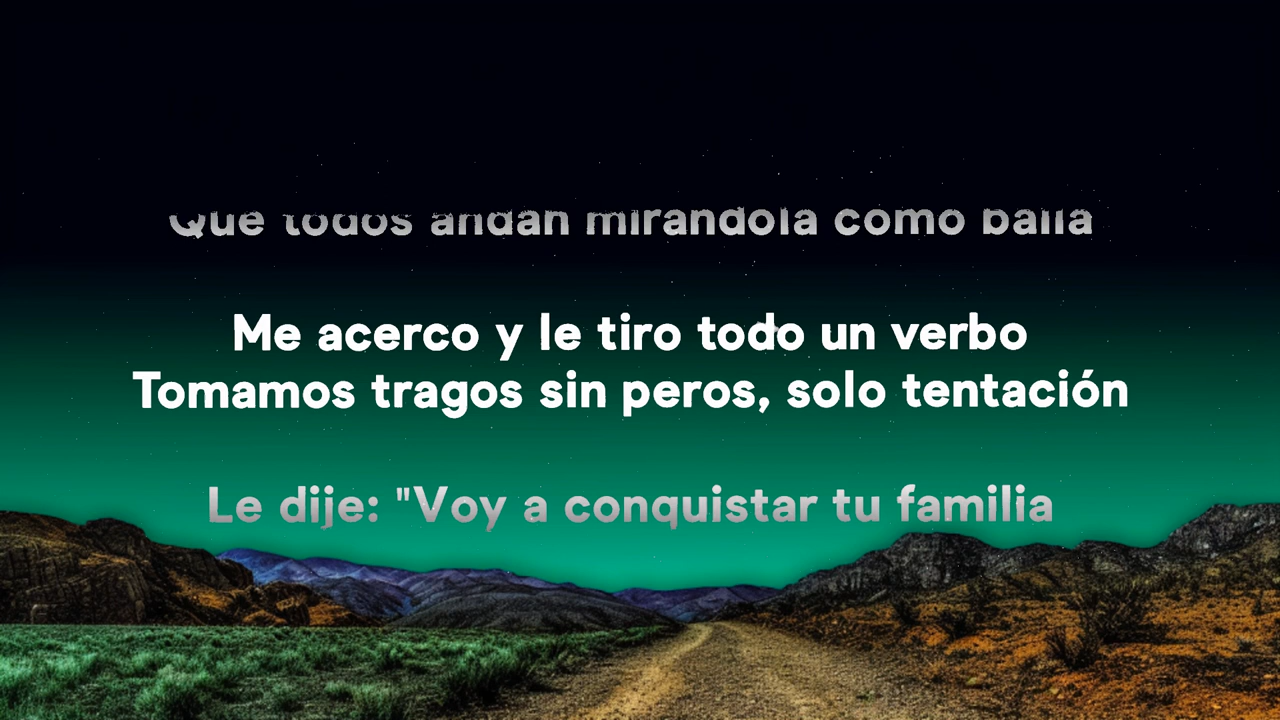 Que todos andan mirándola como baila
Me acerco y le tiro todo un verbo
Tomamos tragos sin peros, solo tentación
Le dije: "Voy a conquistar tu familia